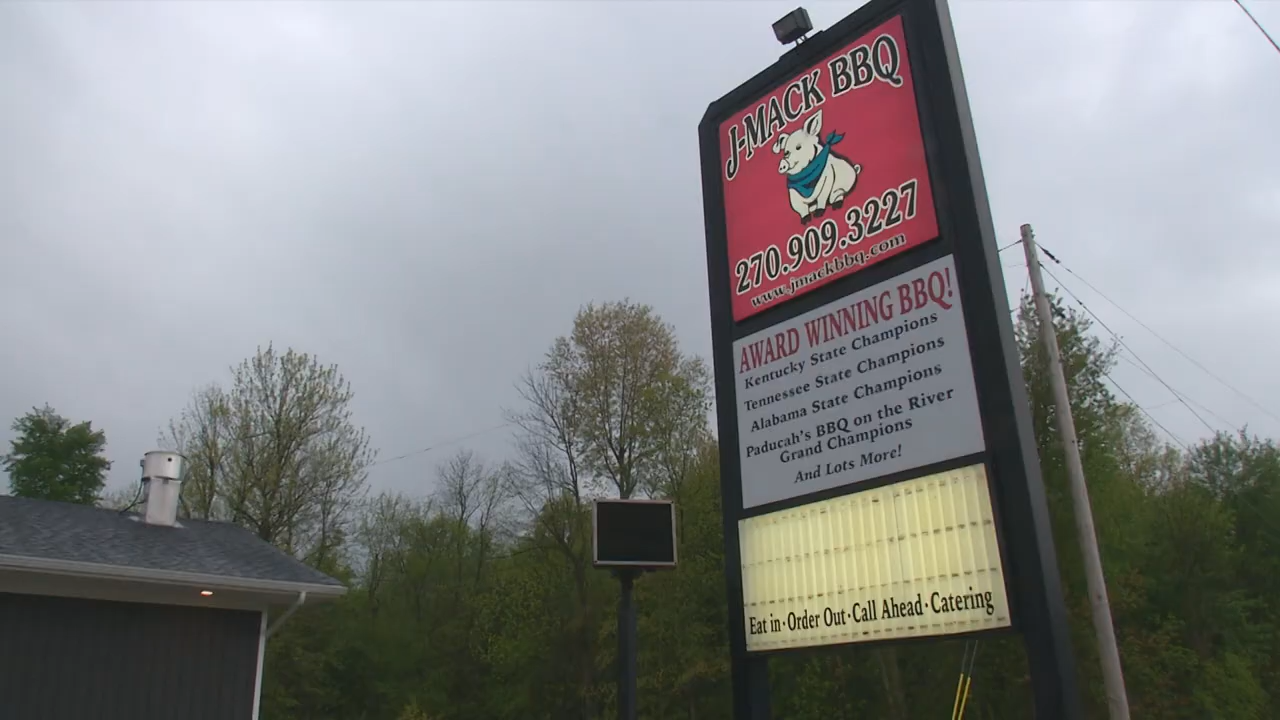 J-MACK BBQ
270.909.3227
www.jmackbbq.com
AWARD WINNING BBQ!
Kentucky State Champions
Tennessee State Champions
Alabama State Champions
Paducah's BBQ on the River
Grand Champions
And Lots More!
Eat in·Order Out·Call Ahead·Catering